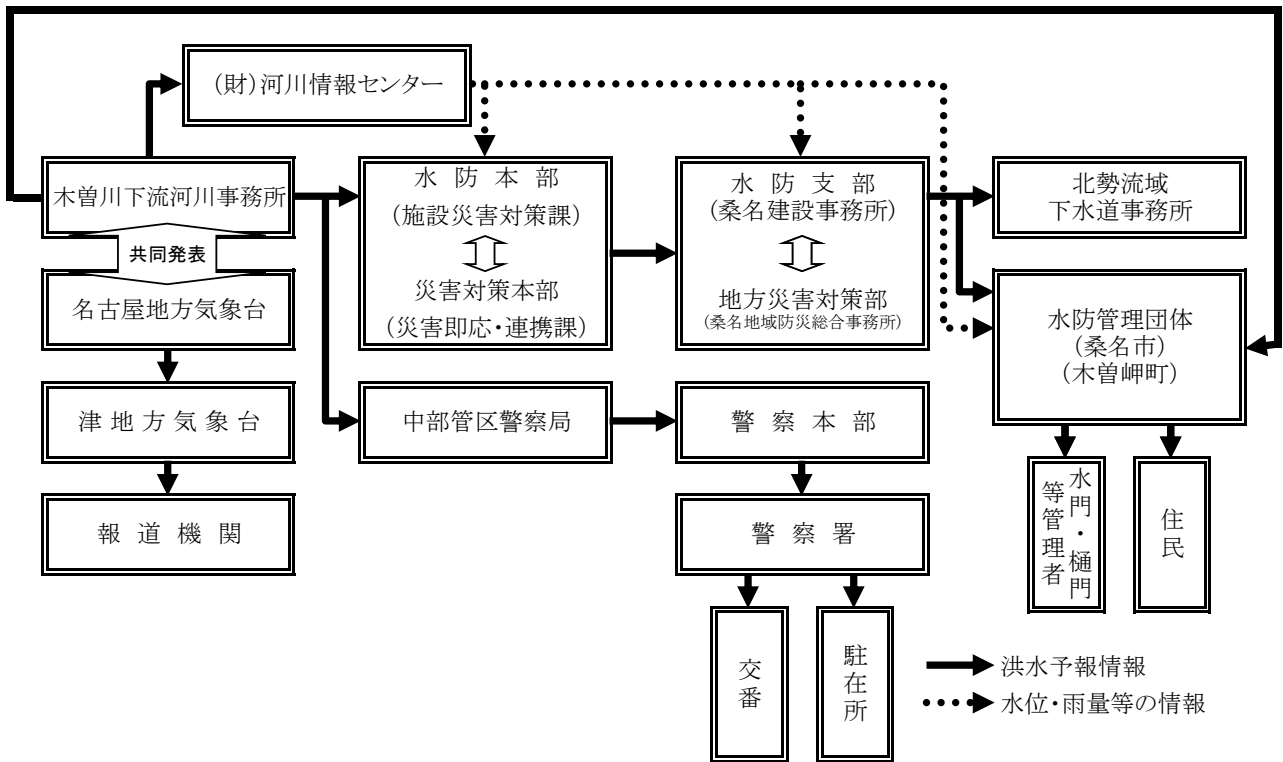 (財)河川情報センター
木曽川下流河川事務所
共同発表
名古屋地方気象台
津地方気象台
報道機関
水防本部
(施設災害対策課)
災害対策本部
(災害即応・連携課)
中部管区警察局
水防支部
(桑名建設事務所)
地方災害対策部
(桑名地域防災総合事務所)
警察本部
警察署
交番
駐在所
北勢流域
下水道事務所
水防管理団体
(桑名市)
(木曽岬町)
水門・樋門
等管理者
住民
洪水予報情報
水位・雨量等の情報